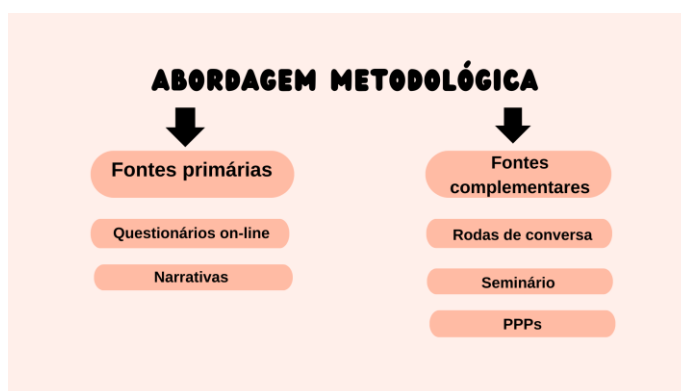 ABORDAGEM METODOLÓGICA
Fontes primárias
Questionários on-line
Narrativas
Fontes
complementares
Rodas de conversa
Seminário
PPPs